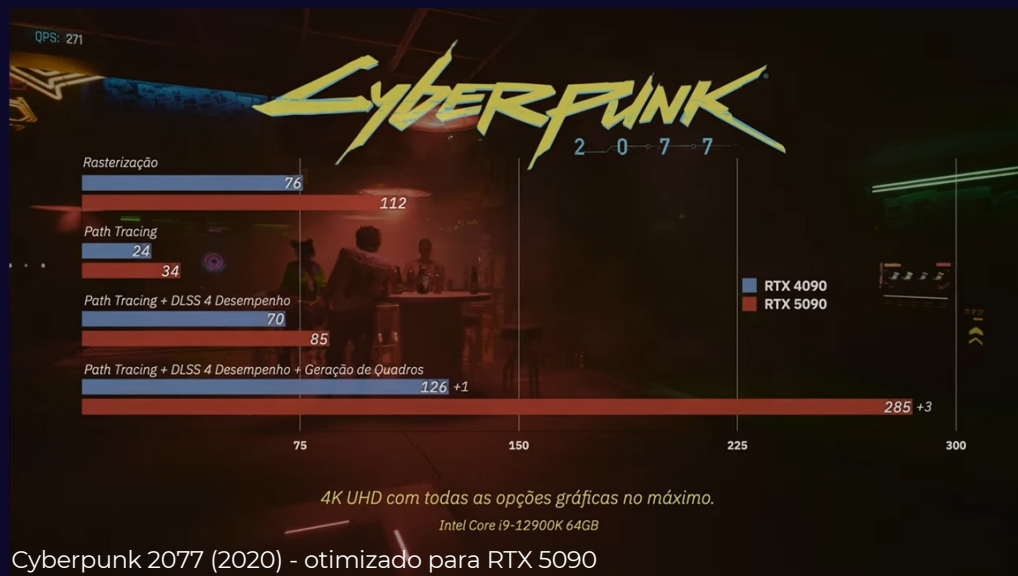 QPS: 271
CYBERPUNK
2077
Rasterização
76
112
Path Tracing
24
34
Path Tracing + DLSS 4 Desempenho
70
85
Path Tracing + DLSS 4 Desempenho + Geração de Quadros
126 +1
285 +3
RTX 4090
RTX 5090
75 150 225 300
4K UHD com todas as opções gráficas no máximo.
Intel Core i9-12900K 64GB
Cyberpunk 2077 (2020) - otimizado para RTX 5090